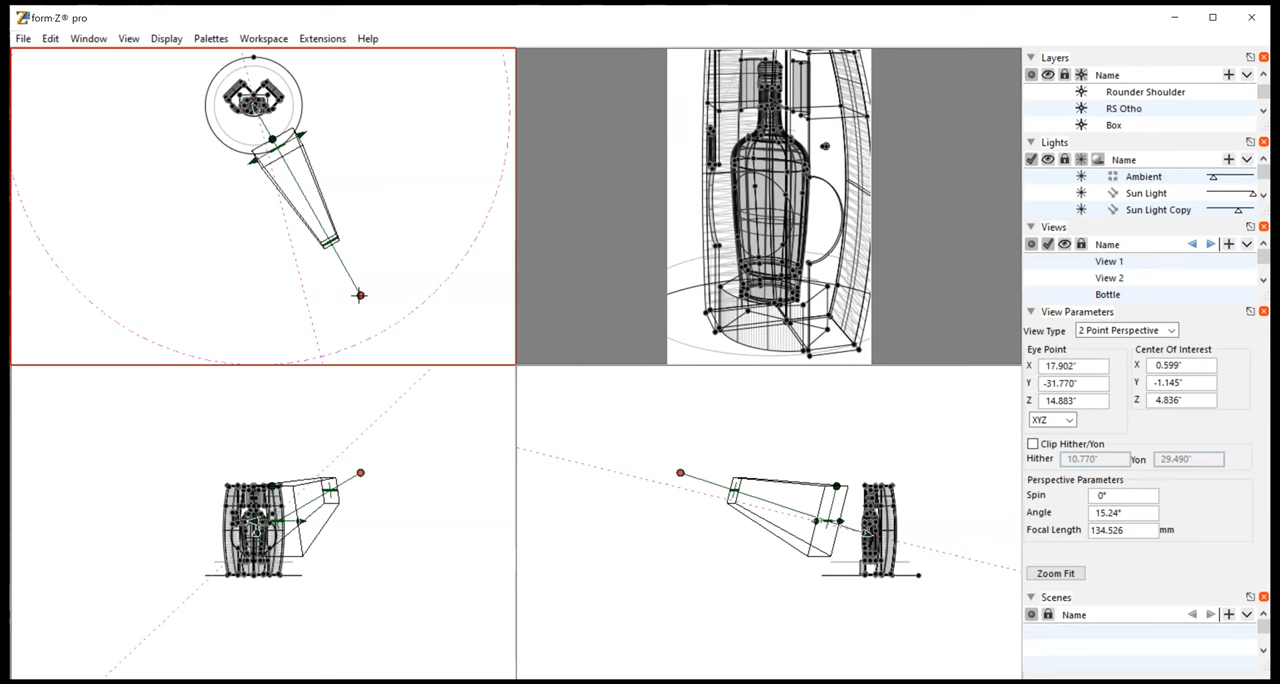 form·Z® pro
File Edit Window View Display Palettes Workspace Extensions Help
Layers
Name
Rounder Shoulder
RS Otho
Box
Lights
Name
Ambient
Sun Light
Sun Light Copy
Views
Name
View 1
View 2
Bottle
View Parameters
View Type 2 Point Perspective
Eye Point Center Of Interest
X 17.902" X 0.599"
Y -31.770" Y -1.145"
Z 14.883" Z 4.836"
XYZ
Clip Hither/Yon
Hither 10.770" Yon 29.490"
Perspective Parameters
Spin 0°
Angle 15.24°
Focal Length 134.526 mm
Zoom Fit
Scenes
Name